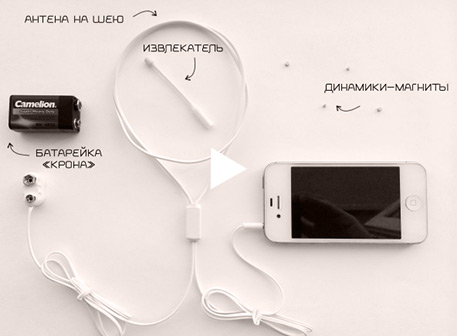 АНТЕНА НА ШЕЮ
ИЗВЛЕКАТЕЛЬ
ДИНАМИКИ-МАГНИТЫ
Camelion
БАТАРЕЙКА
«КРОНА»